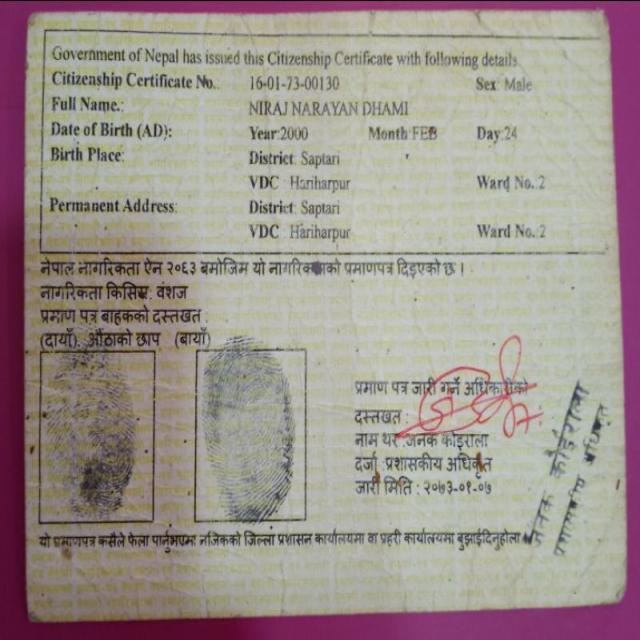 Government of Nepal has issued this Citizenship Certificate with following details
Citizenship Certificate No. 16-01-73-00130 Sex: Male
Full Name.: NIRAJ NARAYAN DHAMI
Date of Birth (AD): Year:2000 Month:FEB Day:24
Birth Place: District: Saptari
VDC : Hariharpur Ward No.:2
Permanent Address: District: Saptari
VDC : Hariharpur Ward No.:2
नेपाल नागरिकता ऐन २०६३ बमोजिम यो नागरिकताको प्रमाणपत्र दिइएको छ ।
नागरिकता किसिम: वंशज
प्रमाण पत्र बाहकको दस्तखत :
(दायाँ). औंठाको छाप (बायाँ)
प्रमाण पत्र जारी गर्ने अधिकारीको
दस्तखत :
नाम थर :जनक कोइराला
दर्जा :प्रशासकीय अधिकृत
जारी मिति : २०७३-०१-०७
जनक कोईराला
प्रशासकीय अधिकृत
यो प्रमाणपत्र कसैले फेला पार्नुभएमा नजिकको जिल्ला प्रशासन कार्यालयमा वा प्रहरी कार्यालयमा बुझाईदिनुहोला